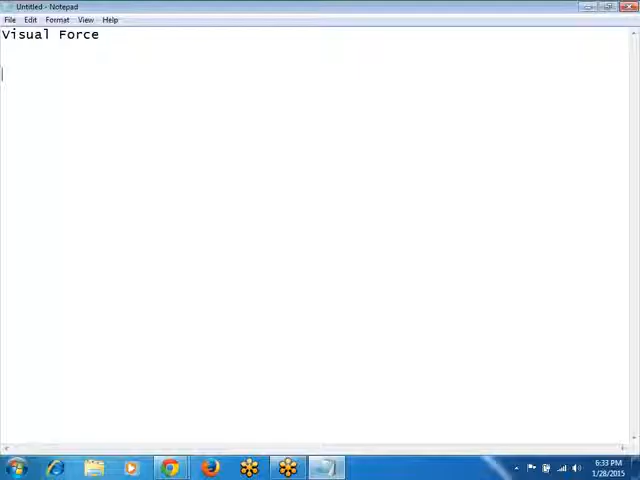 Untitled - Notepad
File Edit Format View Help
Visual Force
6:33 PM
1/28/2015